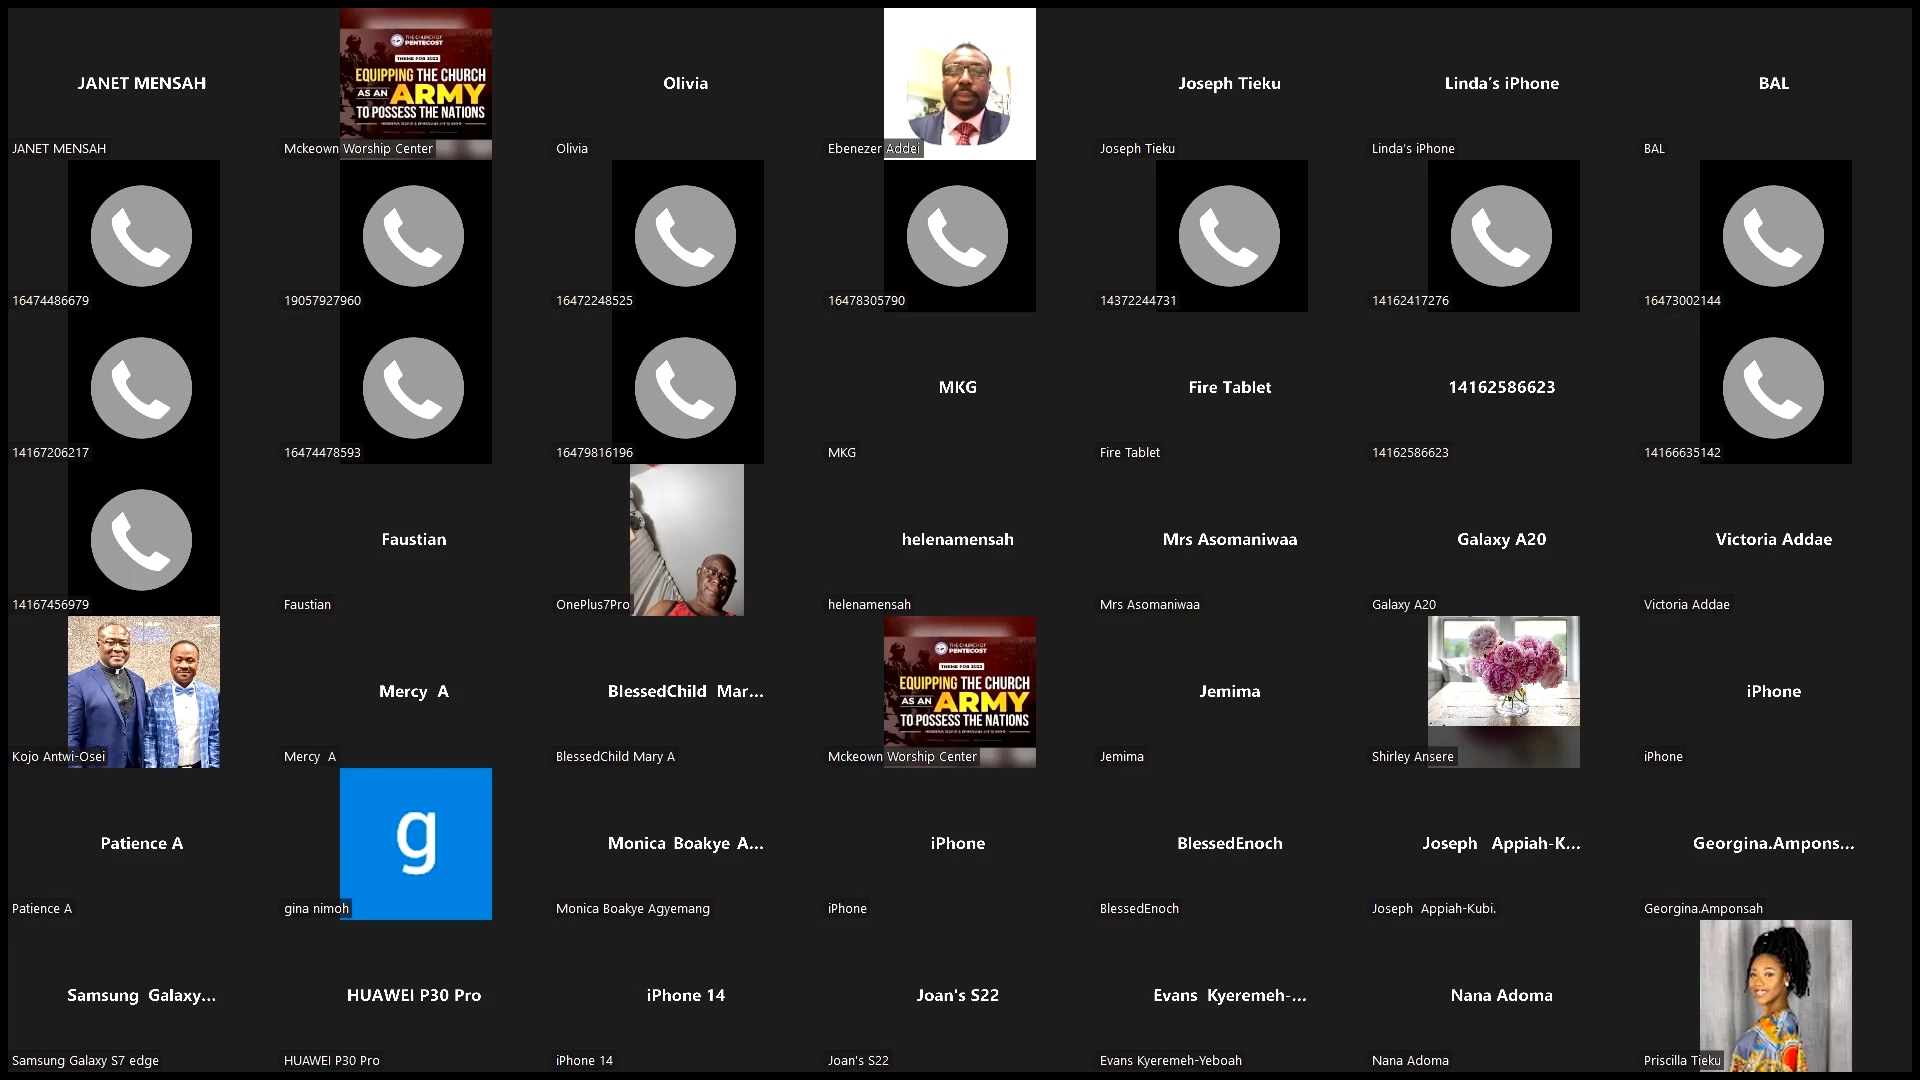 JANET MENSAH
JANET MENSAH
THE CHURCH OF
PENTECOST
THEME FOR 2023
EQUIPPING THE CHURCH
AS AN ARMY
TO POSSESS THE NATIONS
Mckeown Worship Center
Olivia
Olivia
Ebenezer Addei
Joseph Tieku
Joseph Tieku
Linda's iPhone
Linda's iPhone
BAL
BAL
16474486679
19057927960
16472248525
16478305790
14372244731
14162417276
16473002144
14167206217
16474478593
16479816196
MKG
MKG
Fire Tablet
Fire Tablet
14162586623
14162586623
14166635142
14167456979
Faustian
Faustian
OnePlus7Pro
helenamensah
helenamensah
Mrs Asomaniwaa
Mrs Asomaniwaa
Galaxy A20
Galaxy A20
Victoria Addae
Victoria Addae
Kojo Antwi-Osei
Mercy A
Mercy A
BlessedChild Mar...
BlessedChild Mary A
THE CHURCH OF
PENTECOST
THEME FOR 2023
EQUIPPING THE CHURCH
AS AN ARMY
TO POSSESS THE NATIONS
Mckeown Worship Center
Jemima
Jemima
Shirley Ansere
iPhone
iPhone
Patience A
Patience A
g
gina nimoh
Monica Boakye A...
Monica Boakye Agyemang
iPhone
iPhone
BlessedEnoch
BlessedEnoch
Joseph Appiah-K...
Joseph Appiah-Kubi.
Georgina.Ampons...
Georgina.Amponsah
Samsung Galaxy...
Samsung Galaxy S7 edge
HUAWEI P30 Pro
HUAWEI P30 Pro
iPhone 14
iPhone 14
Joan's S22
Joan's S22
Evans Kyeremeh-...
Evans Kyeremeh-Yeboah
Nana Adoma
Nana Adoma
Priscilla Tieku